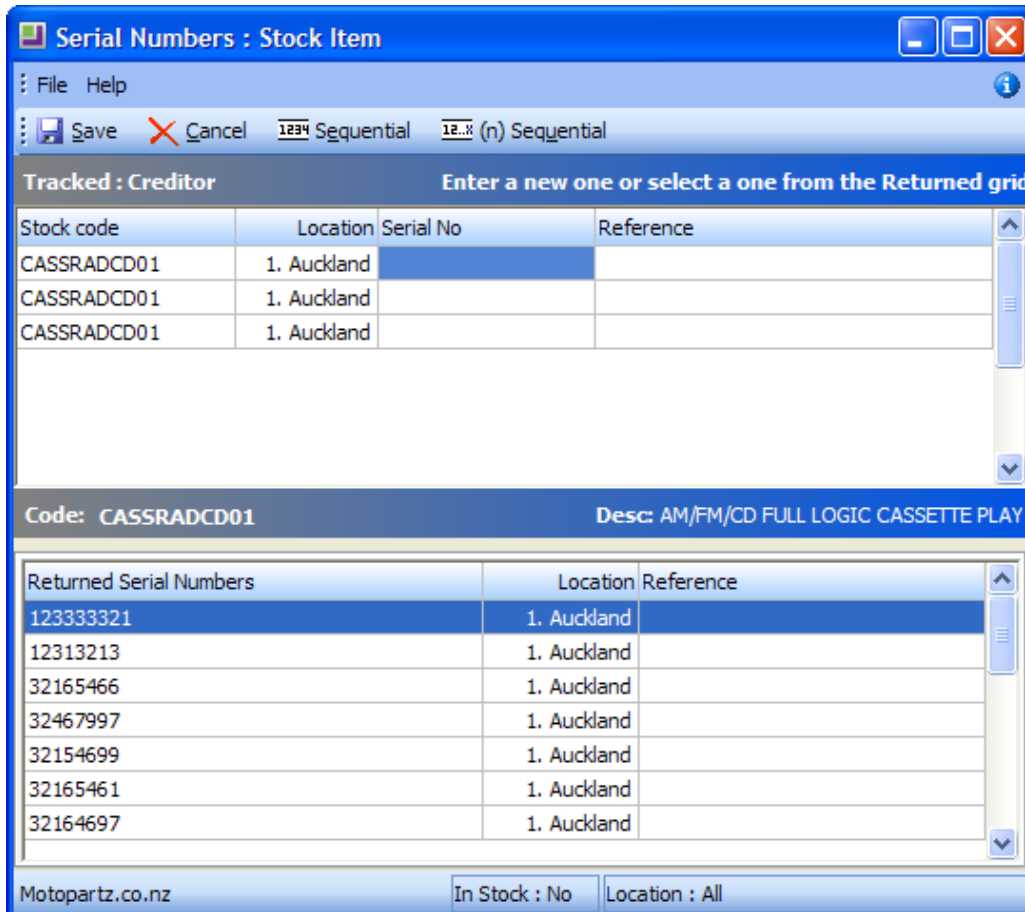 Serial Numbers : Stock Item
File Help
Save Cancel 1234 Sequential 12..X (n) Sequential
Tracked : Creditor Enter a new one or select a one from the Returned grid
Stock code Location Serial No Reference
CASSRADCD01 1. Auckland
CASSRADCD01 1. Auckland
CASSRADCD01 1. Auckland
Code: CASSRADCD01 Desc: AM/FM/CD FULL LOGIC CASSETTE PLAY
Returned Serial Numbers Location Reference
123333321 1. Auckland
12313213 1. Auckland
32165466 1. Auckland
32467997 1. Auckland
32154699 1. Auckland
32165461 1. Auckland
32164697 1. Auckland
Motopartz.co.nz In Stock : No Location : All